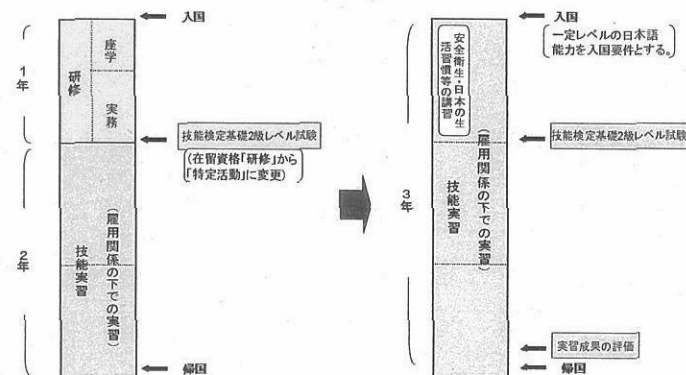 入国
1年
研修
座学
実務
技能検定基礎2級レベル試験
(在留資格「研修」から
「特定活動」に変更)
2年
技能実習
(雇用関係の下での実習)
帰国
入国
一定レベルの日本語
能力を入国要件とする。
3年
安全衛生・日本の生
活習慣等の講習
技能検定基礎2級レベル試験
技能実習
(雇用関係の下での実習)
実習成果の評価
帰国